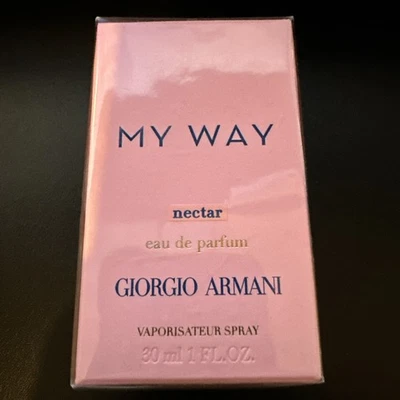 MY WAY
nectar
eau de parfum
GIORGIO ARMANI
VAPORISATEUR SPRAY
30 ml 1 FL.OZ.